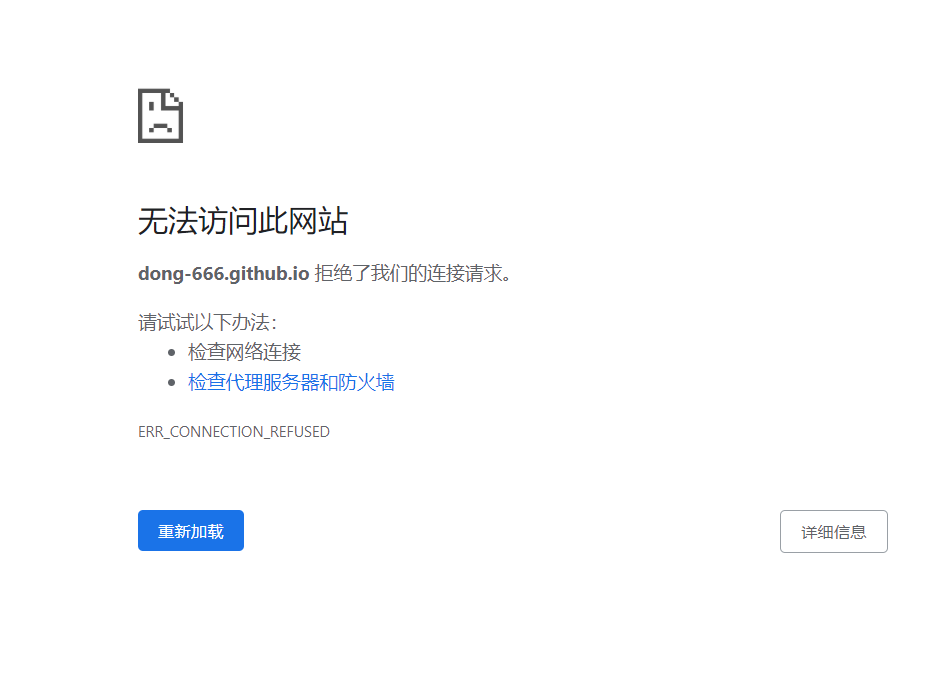 无法访问此网站
dong-666.github.io 拒绝了我们的连接请求。
请试试以下办法：
检查网络连接
检查代理服务器和防火墙
ERR_CONNECTION_REFUSED
重新加载
详细信息